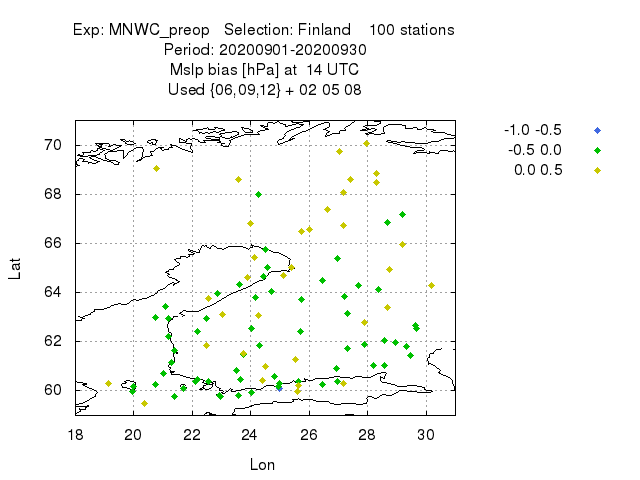 Exp: MNWC_preop   Selection: Finland    100 stations
Period: 20200901-20200930
Mslp bias [hPa] at  14 UTC
Used {06,09,12} + 02 05 08
-1.0 -0.5
-0.5 0.0
0.0 0.5
70
68
66
64
62
60
Lat
18 20 22 24 26 28 30
Lon